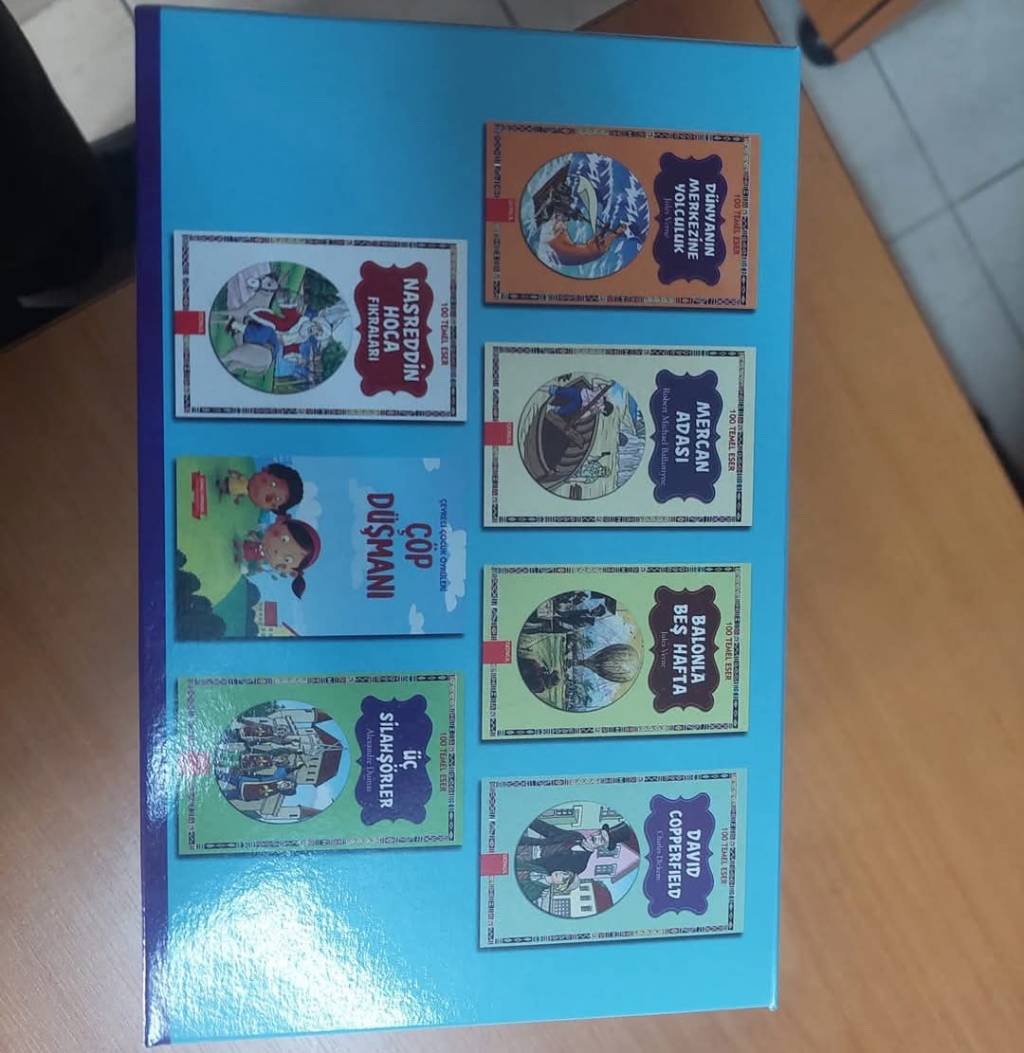 100 TEMEL ESER
DÜNYANIN
MERKEZİNE
YOLCULUK
Jules Verne
100 TEMEL ESER
MERCAN
ADASI
Robert Michael Ballantyne
100 TEMEL ESER
BALONLA
BEŞ HAFTA
Jules Verne
100 TEMEL ESER
DAVID
COPPERFIELD
Charles Dickens
100 TEMEL ESER
NASREDDİN
HOCA
FIKRALARI
ÇEVRECİ ÇOCUK ÖYKÜLERİ
ÇÖP
DÜŞMANI
100 TEMEL ESER
ÜÇ
SİLAHŞÖRLER
Alexandre Dumas